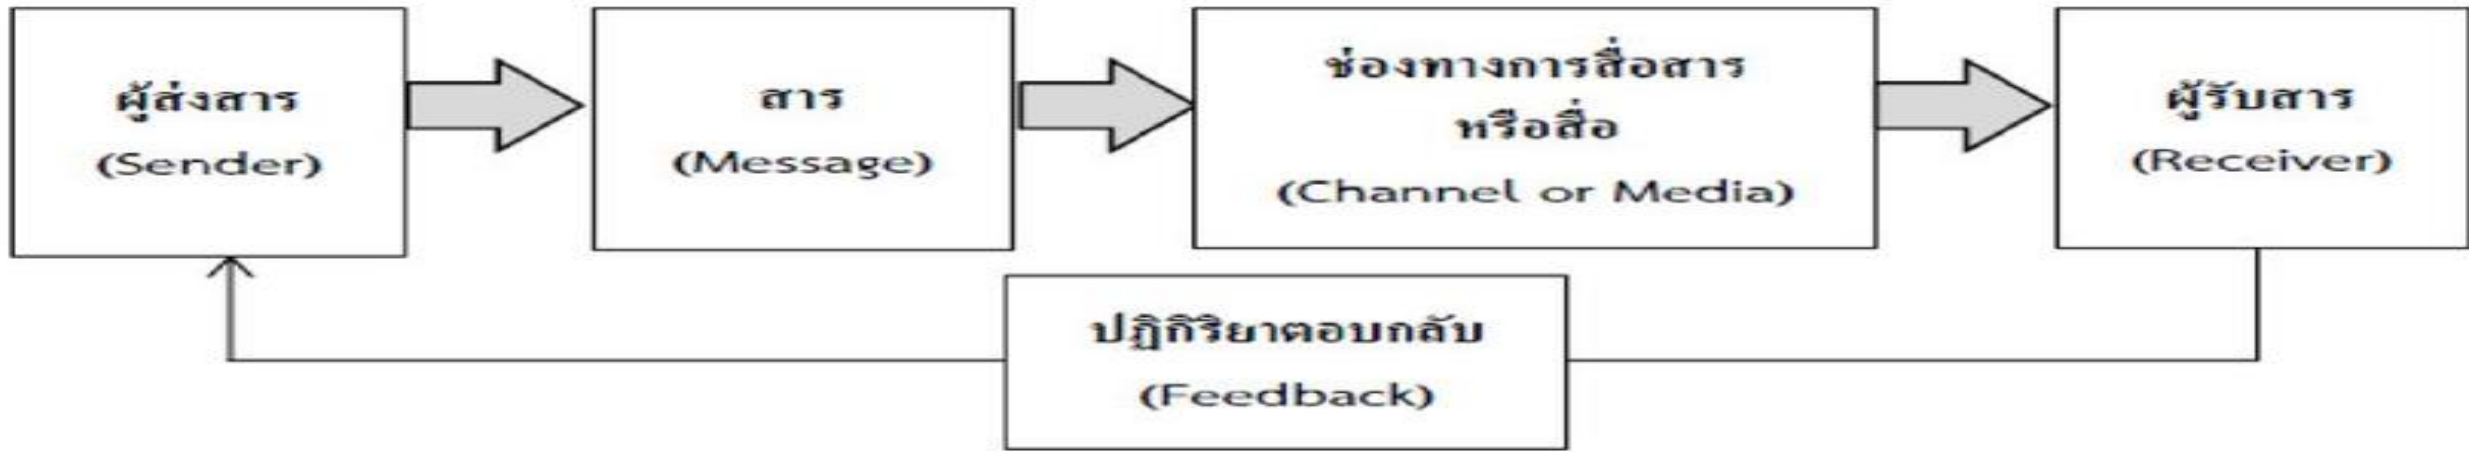 ผู้ส่งสาร
(Sender)
สาร
(Message)
ช่องทางการสื่อสาร
หรือสื่อ
(Channel or Media)
ผู้รับสาร
(Receiver)
ปฏิกิริยาตอบกลับ
(Feedback)